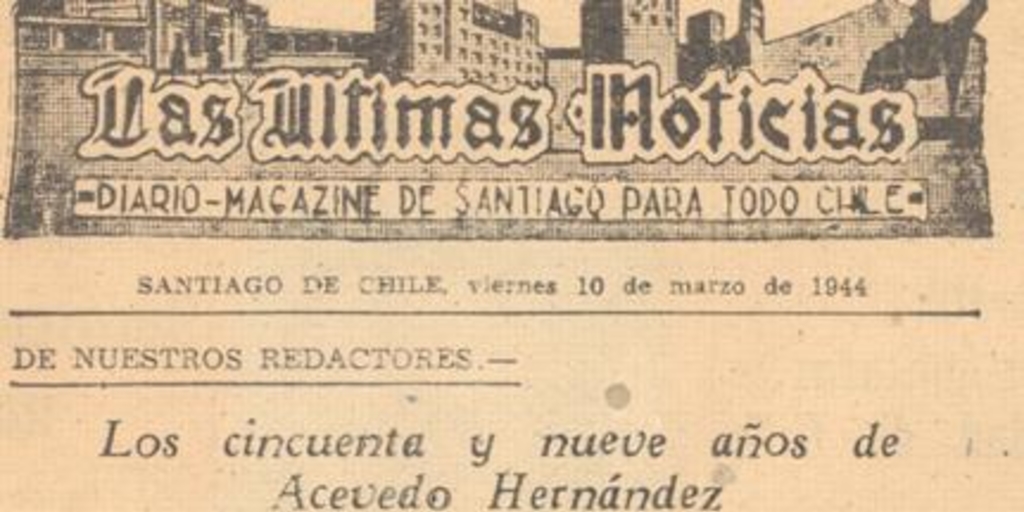 Las Ultimas Noticias
-DIARIO-MAGAZINE DE SANTIAGO PARA TODO CHILE-
SANTIAGO DE CHILE, viernes 10 de marzo de 1944
DE NUESTROS REDACTORES.—
Los cincuenta y nueve años de
Acevedo Hernández